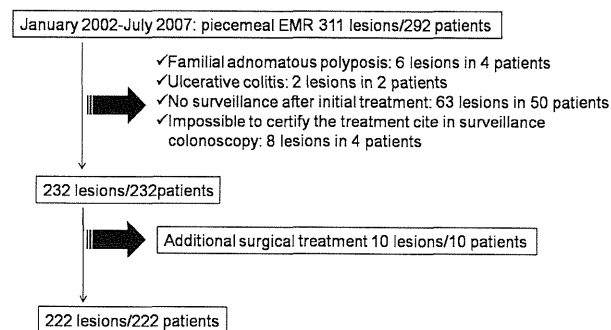 January 2002-July 2007: piecemeal EMR 311 lesions/292 patients
✓Familial adnomatous polyposis: 6 lesions in 4 patients
✓Ulcerative colitis: 2 lesions in 2 patients
✓No surveillance after initial treatment: 63 lesions in 50 patients
✓Impossible to certify the treatment cite in surveillance
colonoscopy: 8 lesions in 4 patients
232 lesions/232patients
Additional surgical treatment 10 lesions/10 patients
222 lesions/222 patients